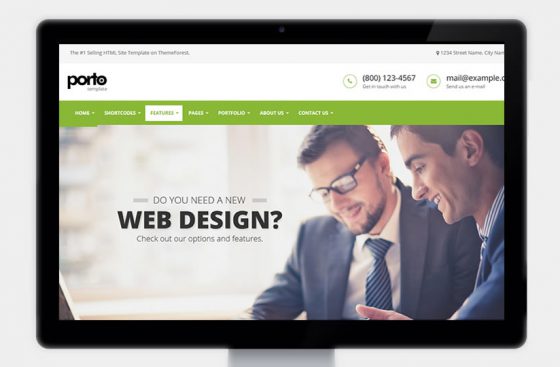 The #1 Selling HTML Site Template on ThemeForest.
1234 Street Name, City Nam
porto
template
(800) 123-4567
Get in touch with us
mail@example.c
Send us an e-mail
HOME SHORTCODES FEATURES PAGES PORTFOLIO ABOUT US CONTACT US
DO YOU NEED A NEW
WEB DESIGN?
Check out our options and features.